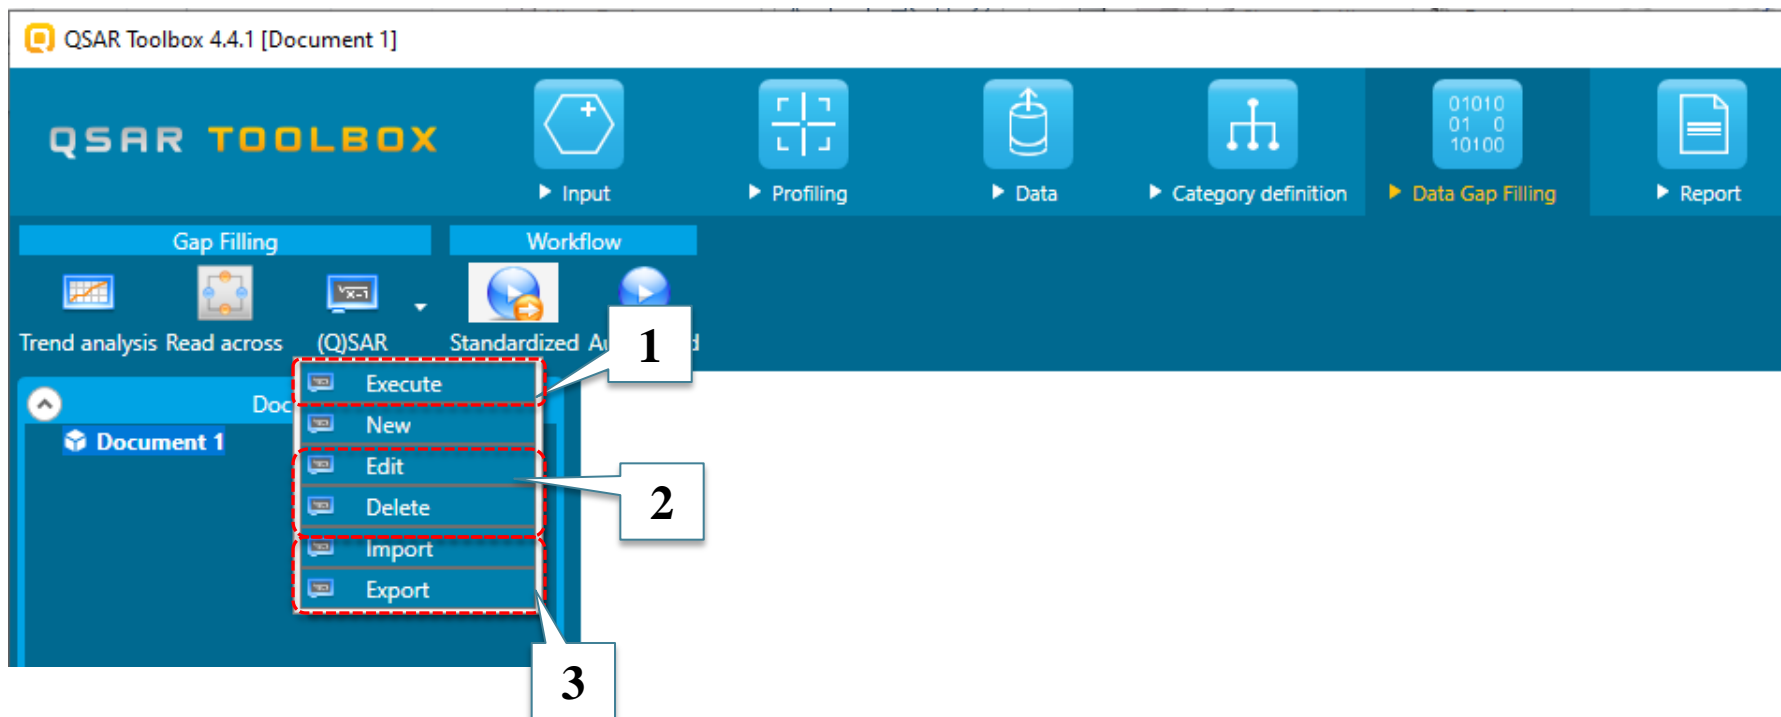 QSAR Toolbox 4.4.1 [Document 1]
QSAR TOOLBOX
01010
01 0
10100
Input
Profiling
Data
Category definition
Data Gap Filling
Report
Gap Filling
Workflow
Trend analysis
Read across
(Q)SAR
Standardized
1
Execute
New
Document 1
Edit
2
Delete
Import
Export
3